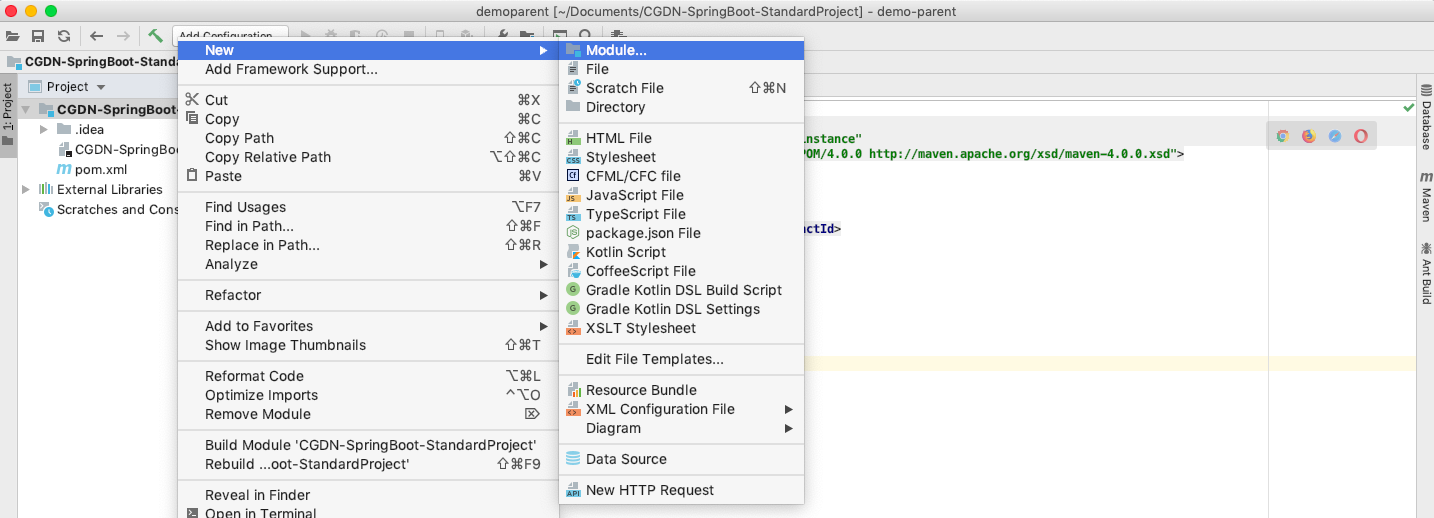 demoparent [~/Documents/CGDN-SpringBoot-StandardProject] - demo-parent
Add Configuration...
CGDN-SpringBoot-Standa
Project
1: Project
CGDN-SpringBoot-
.idea
CGDN-SpringBoo
pom.xml
External Libraries
Scratches and Cons
New
Add Framework Support...
Cut ⌘X
Copy ⌘C
Copy Path ⇧⌘C
Copy Relative Path ⌥⇧⌘C
Paste ⌘V
Find Usages ⌥F7
Find in Path... ⇧⌘F
Replace in Path... ⇧⌘R
Analyze
Refactor
Add to Favorites
Show Image Thumbnails ⇧⌘T
Reformat Code ⌥⌘L
Optimize Imports ^⌥O
Remove Module ⌦
Build Module 'CGDN-SpringBoot-StandardProject'
Rebuild ...oot-StandardProject' ⇧⌘F9
Reveal in Finder
Open in Terminal
Module...
File
Scratch File ⇧⌘N
Directory
HTML File
Stylesheet
CFML/CFC file
JavaScript File
TypeScript File
package.json File
Kotlin Script
CoffeeScript File
Gradle Kotlin DSL Build Script
Gradle Kotlin DSL Settings
XSLT Stylesheet
Edit File Templates...
Resource Bundle
XML Configuration File
Diagram
Data Source
New HTTP Request
instance"
POM/4.0.0 http://maven.apache.org/xsd/maven-4.0.0.xsd">
actId>
Database
Maven
Ant Build